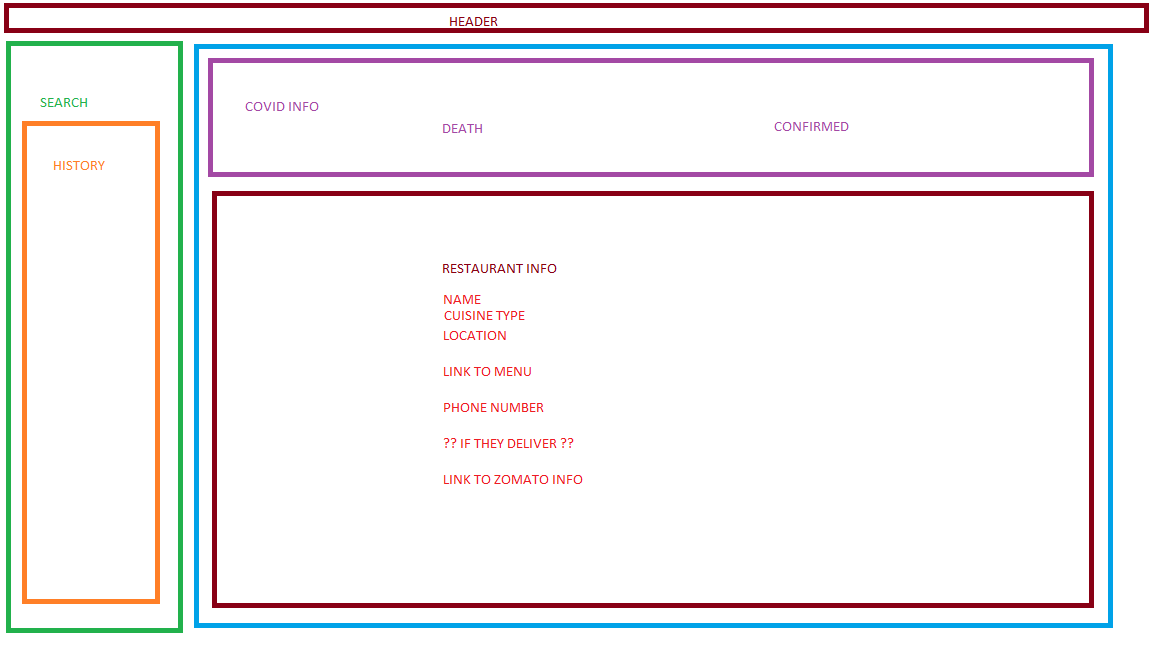 HEADER
SEARCH
HISTORY
COVID INFO
DEATH
CONFIRMED
RESTAURANT INFO
NAME
CUISINE TYPE
LOCATION
LINK TO MENU
PHONE NUMBER
?? IF THEY DELIVER ??
LINK TO ZOMATO INFO